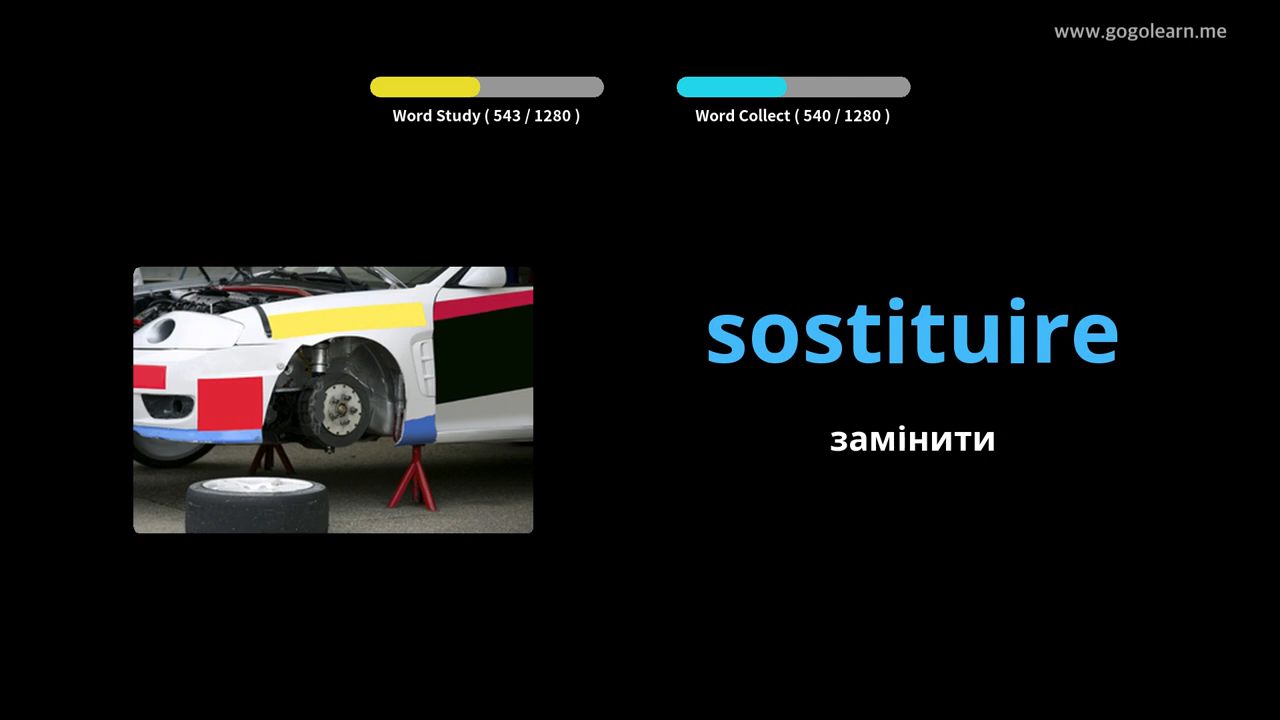 www.gogolearn.me
Word Study ( 543 / 1280 )
Word Collect ( 540 / 1280 )
sostituire
замінити